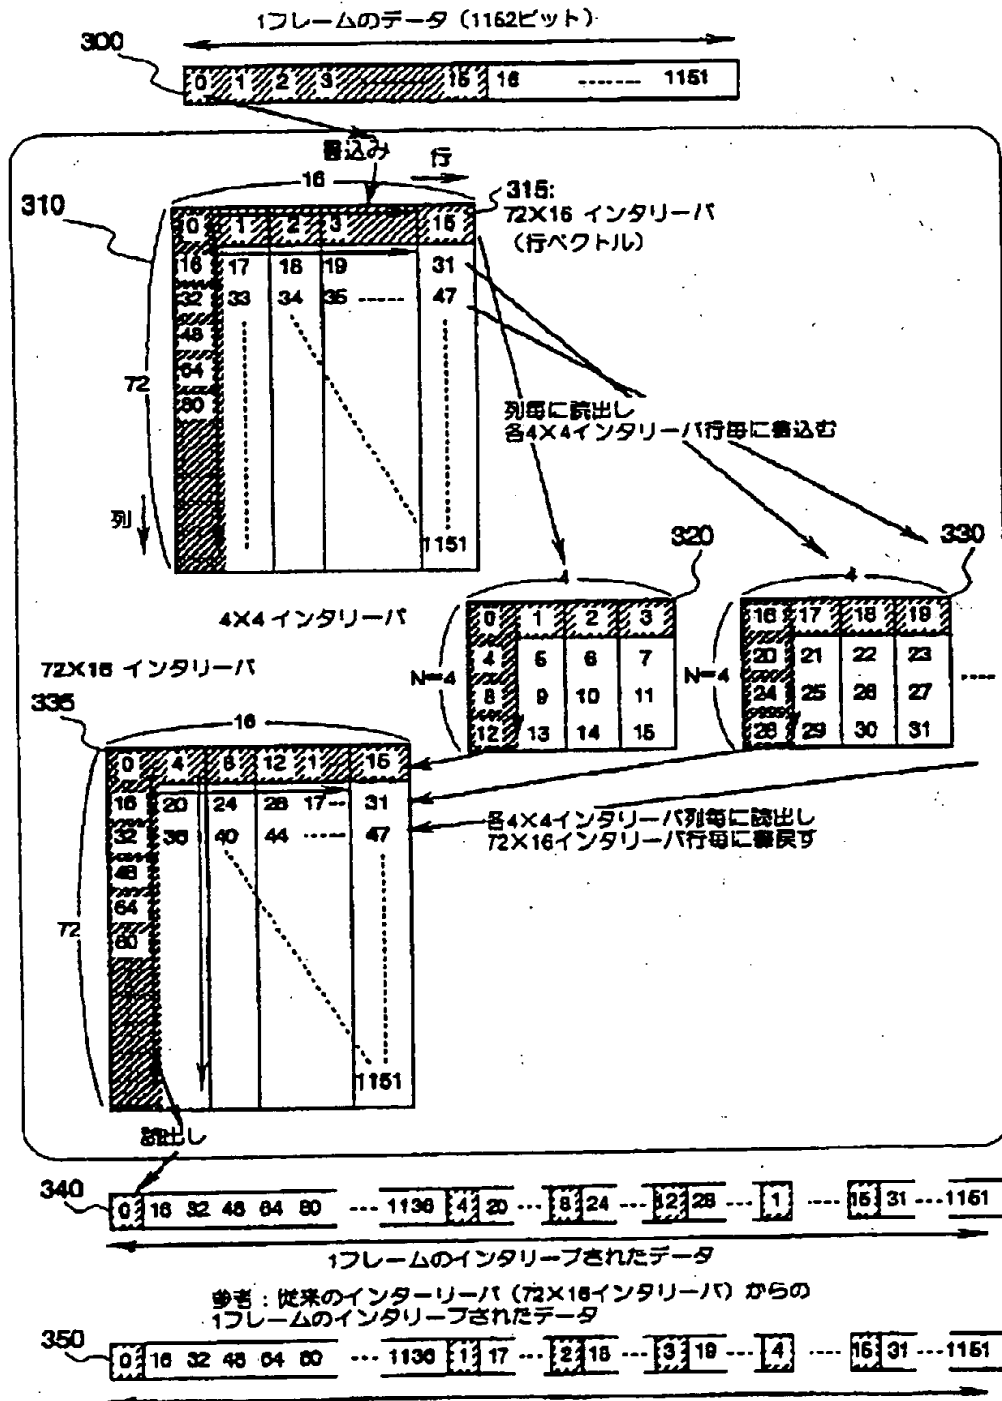 1フレームのデータ（1152ビット）
300
0 1 2 3 ------ 15 16 ------- 1151
書込み
行
16
310
315:
72×16 インタリーバ
（行ベクトル）
0 1 2 3 15
16 17 18 19 31
32 33 34 35 ----- 47
48
64
80
72
列
1151
列毎に読出し
各4×4インタリーバ行毎に書込む
320
330
4
4
4×4 インタリーバ
N=4
0 1 2 3
4 5 6 7
8 9 10 11
12 13 14 15
N=4
16 17 18 19
20 21 22 23
24 25 26 27
28 29 30 31
----
72×16 インタリーバ
335
16
0 4 8 12 1 15
16 20 24 28 17-- 31
32 36 40 44 ----- 47
48
64
80
72
1151
各4×4インタリーバ列毎に読出し
72×16インタリーバ行毎に書戻す
読出し
340
0 16 32 48 64 80 --- 1136 4 20 --- 8 24 --- 12 28 --- 1 ---- 15 31 --- 1151
1フレームのインタリーブされたデータ
参考：従来のインターリーバ（72×16インタリーバ）からの
1フレームのインタリーブされたデータ
350
0 16 32 48 64 80 --- 1136 1 17 --- 2 18 --- 3 19 --- 4 ---- 15 31 --- 1151